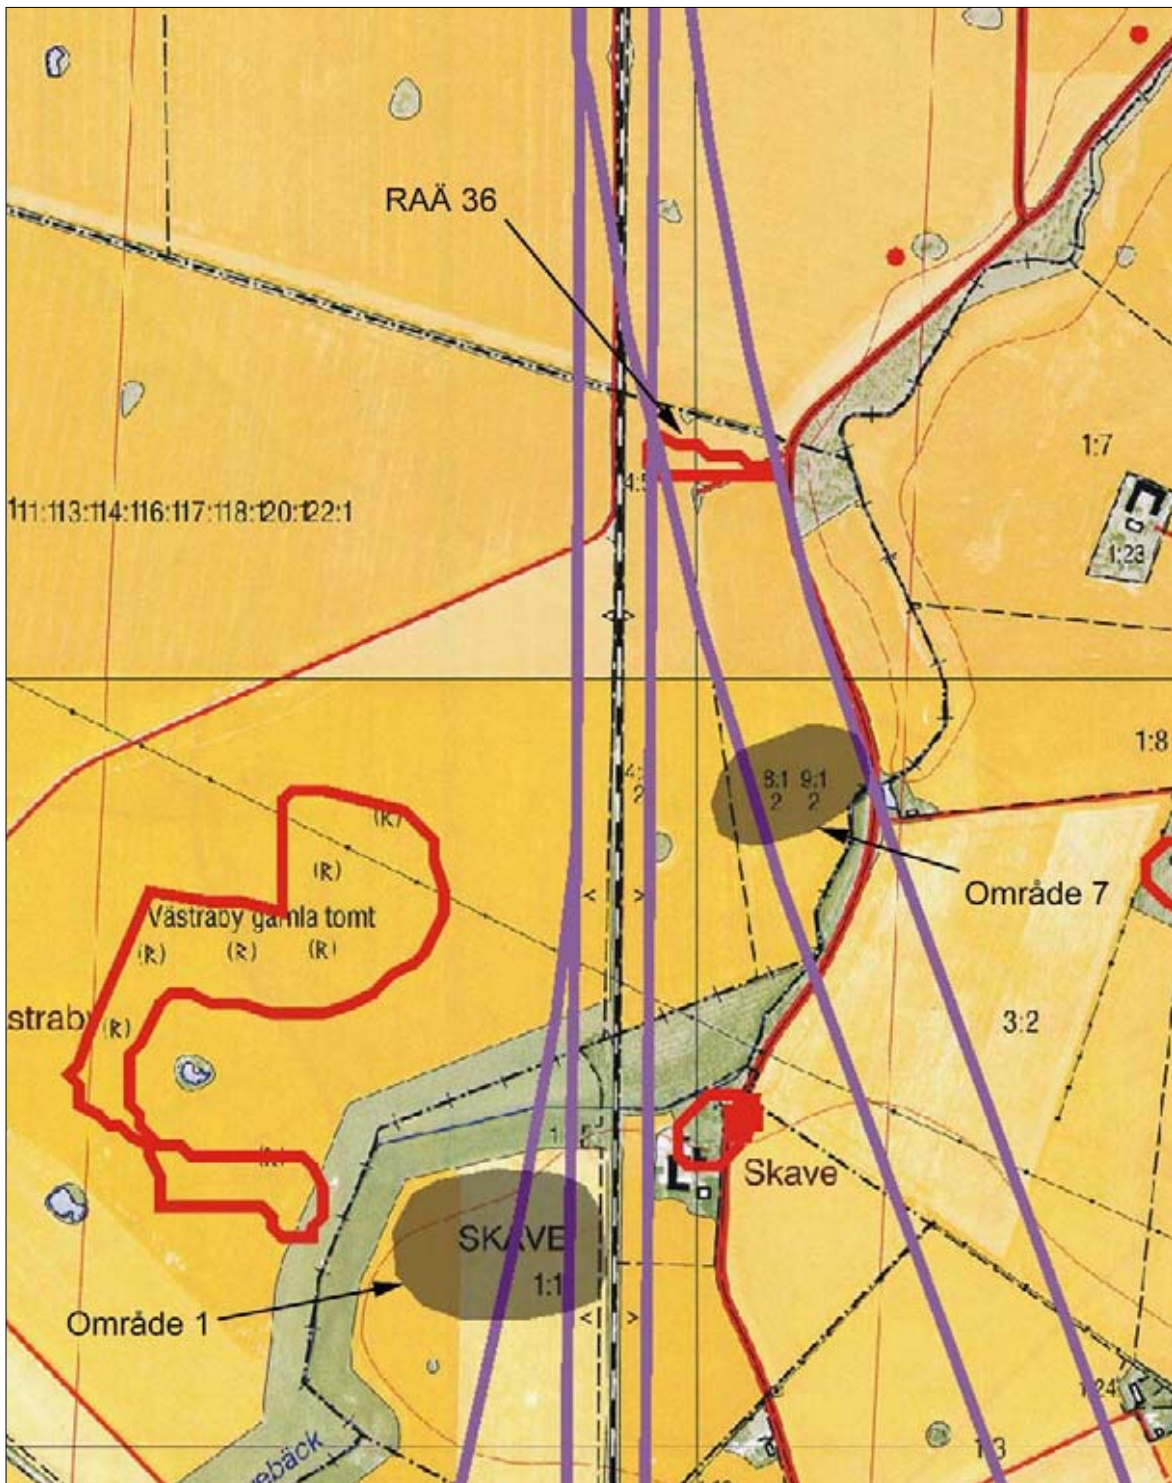 RAÄ 36
1:7
111:113:114:116:117:118:120:122:1
4:5
1:23
1:8
8:1 9:1
2 2
(R)
(R)
Område 7
Västraby gamla tomt
(R) (R) (R)
straby (R)
3:2
(R)
Skave
SKAVE
1:1
Område 1
1:24
1:3
ebäck